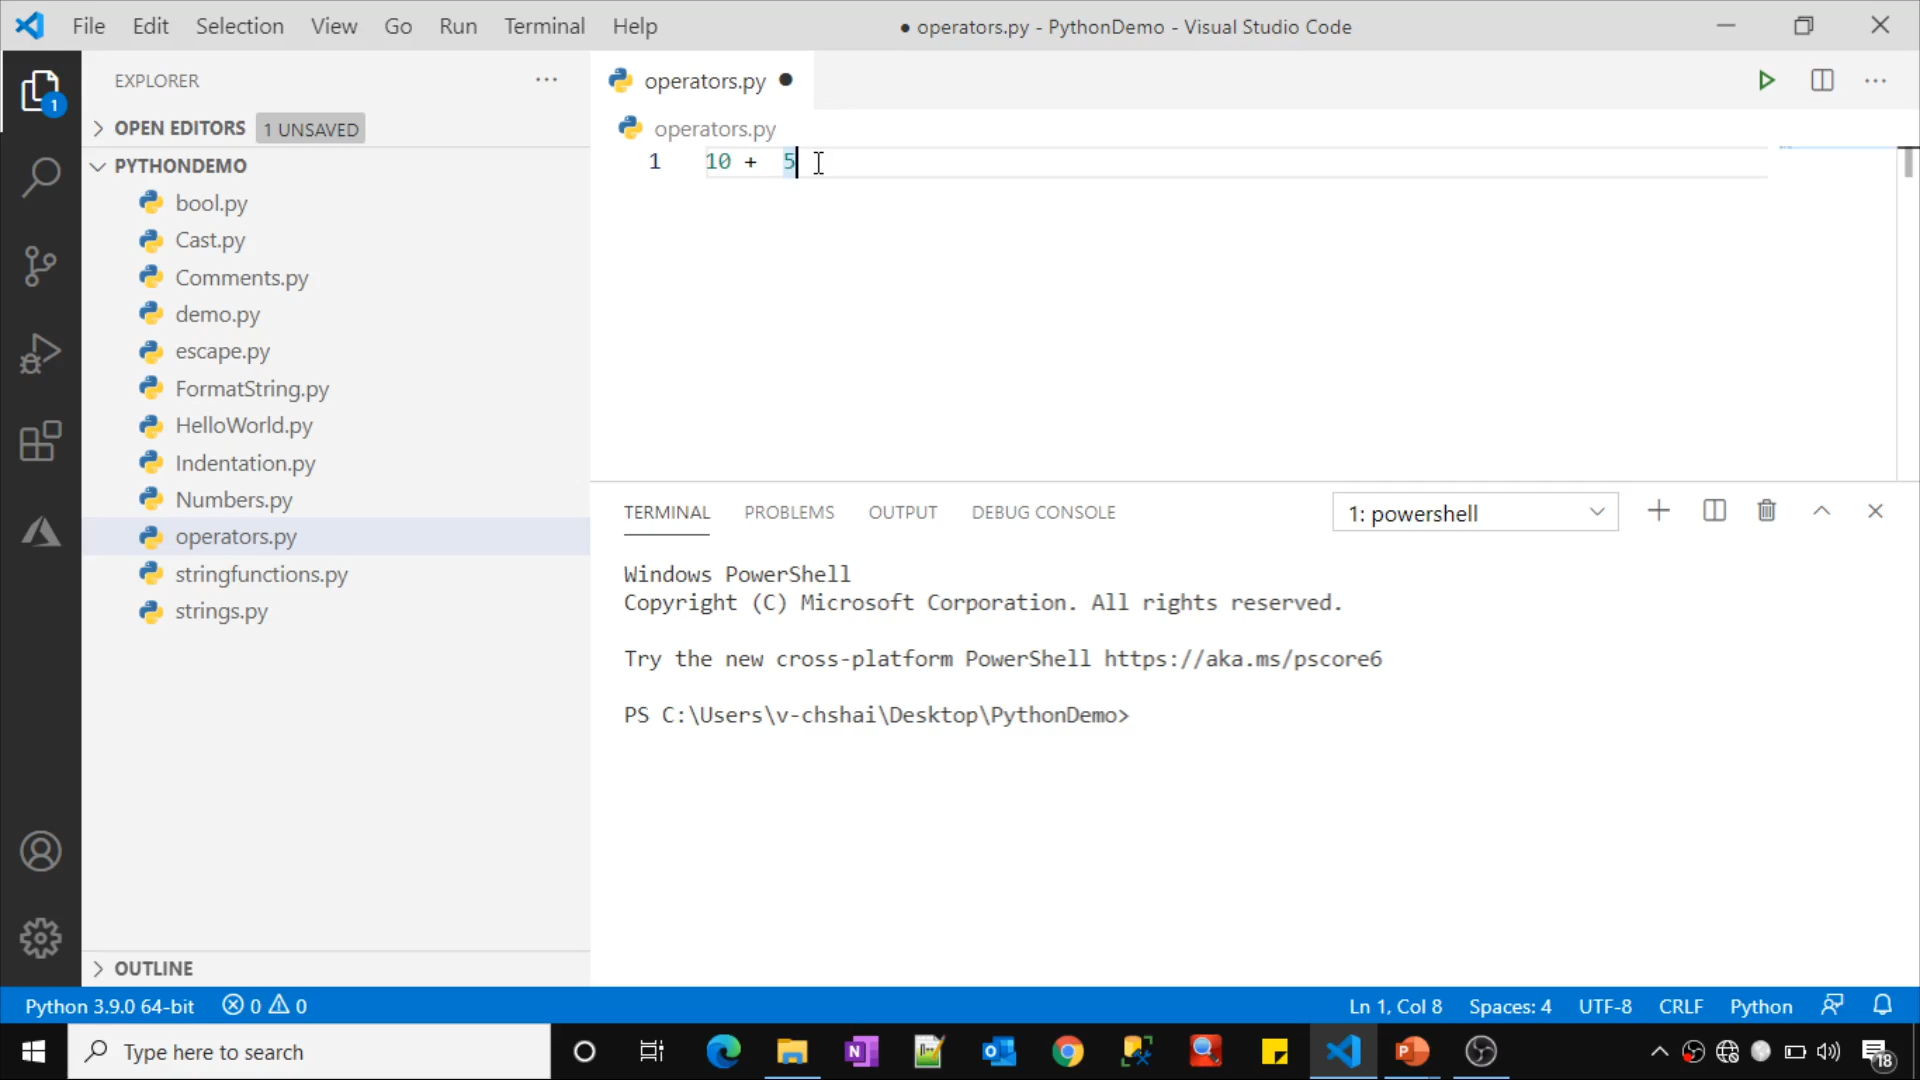 File Edit Selection View Go Run Terminal Help
● operators.py - PythonDemo - Visual Studio Code
EXPLORER
OPEN EDITORS 1 UNSAVED
PYTHONDEMO
bool.py
Cast.py
Comments.py
demo.py
escape.py
FormatString.py
HelloWorld.py
Indentation.py
Numbers.py
operators.py
stringfunctions.py
strings.py
OUTLINE
1
operators.py
operators.py
1 10 +  5
TERMINAL PROBLEMS OUTPUT DEBUG CONSOLE
1: powershell
Windows PowerShell
Copyright (C) Microsoft Corporation. All rights reserved.
Try the new cross-platform PowerShell https://aka.ms/pscore6
PS C:\Users\v-chshai\Desktop\PythonDemo>
Python 3.9.0 64-bit 0 0
Ln 1, Col 8 Spaces: 4 UTF-8 CRLF Python
Type here to search
18